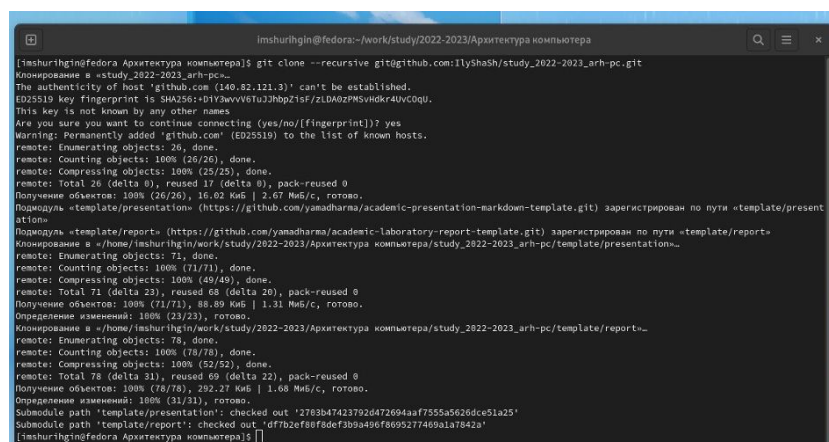 imshurihgin@fedora:~/work/study/2022-2023/Архитектура компьютера
[imshurihgin@fedora Архитектура компьютера]$ git clone --recursive git@github.com:IlyShaSh/study_2022-2023_arh-pc.git
Клонирование в «study_2022-2023_arh-pc»…
The authenticity of host 'github.com (140.82.121.3)' can't be established.
ED25519 key fingerprint is SHA256:+DiY3wvvV6TuJJhbpZisF/zLDA0zPMSvHdkr4UvCOqU.
This key is not known by any other names
Are you sure you want to continue connecting (yes/no/[fingerprint])? yes
Warning: Permanently added 'github.com' (ED25519) to the list of known hosts.
remote: Enumerating objects: 26, done.
remote: Counting objects: 100% (26/26), done.
remote: Compressing objects: 100% (25/25), done.
remote: Total 26 (delta 0), reused 17 (delta 0), pack-reused 0
Получение объектов: 100% (26/26), 16.02 КиБ | 2.67 МиБ/с, готово.
Подмодуль «template/presentation» (https://github.com/yamadharma/academic-presentation-markdown-template.git) зарегистрирован по пути «template/present
ation»
Подмодуль «template/report» (https://github.com/yamadharma/academic-laboratory-report-template.git) зарегистрирован по пути «template/report»
Клонирование в «/home/imshurihgin/work/study/2022-2023/Архитектура компьютера/study_2022-2023_arh-pc/template/presentation»…
remote: Enumerating objects: 71, done.
remote: Counting objects: 100% (71/71), done.
remote: Compressing objects: 100% (49/49), done.
remote: Total 71 (delta 23), reused 68 (delta 20), pack-reused 0
Получение объектов: 100% (71/71), 88.89 КиБ | 1.31 МиБ/с, готово.
Определение изменений: 100% (23/23), готово.
Клонирование в «/home/imshurihgin/work/study/2022-2023/Архитектура компьютера/study_2022-2023_arh-pc/template/report»…
remote: Enumerating objects: 78, done.
remote: Counting objects: 100% (78/78), done.
remote: Compressing objects: 100% (52/52), done.
remote: Total 78 (delta 31), reused 69 (delta 22), pack-reused 0
Получение объектов: 100% (78/78), 292.27 КиБ | 1.68 МиБ/с, готово.
Определение изменений: 100% (31/31), готово.
Submodule path 'template/presentation': checked out '2703b47423792d472694aaf7555a5626dce51a25'
Submodule path 'template/report': checked out 'df7b2ef80f8def3b9a496f8695277469a1a7842a'
[imshurihgin@fedora Архитектура компьютера]$